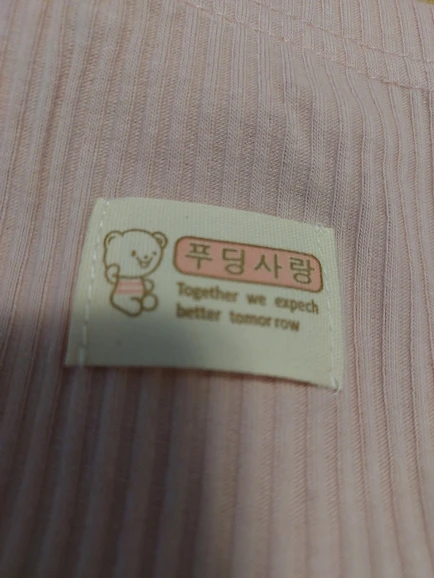 푸딩사랑
Together we expech
better tomorrow